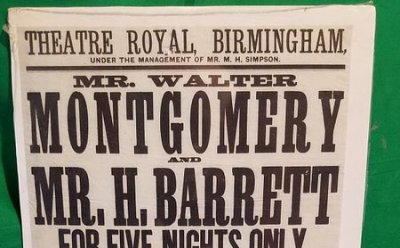 THEATRE ROYAL, BIRMINGHAM,
UNDER THE MANAGEMENT OF MR. M. H. SIMPSON.
MR. WALTER
MONTGOMERY
AND
MR. H. BARRETT
FOR FIVE NIGHTS ONLY